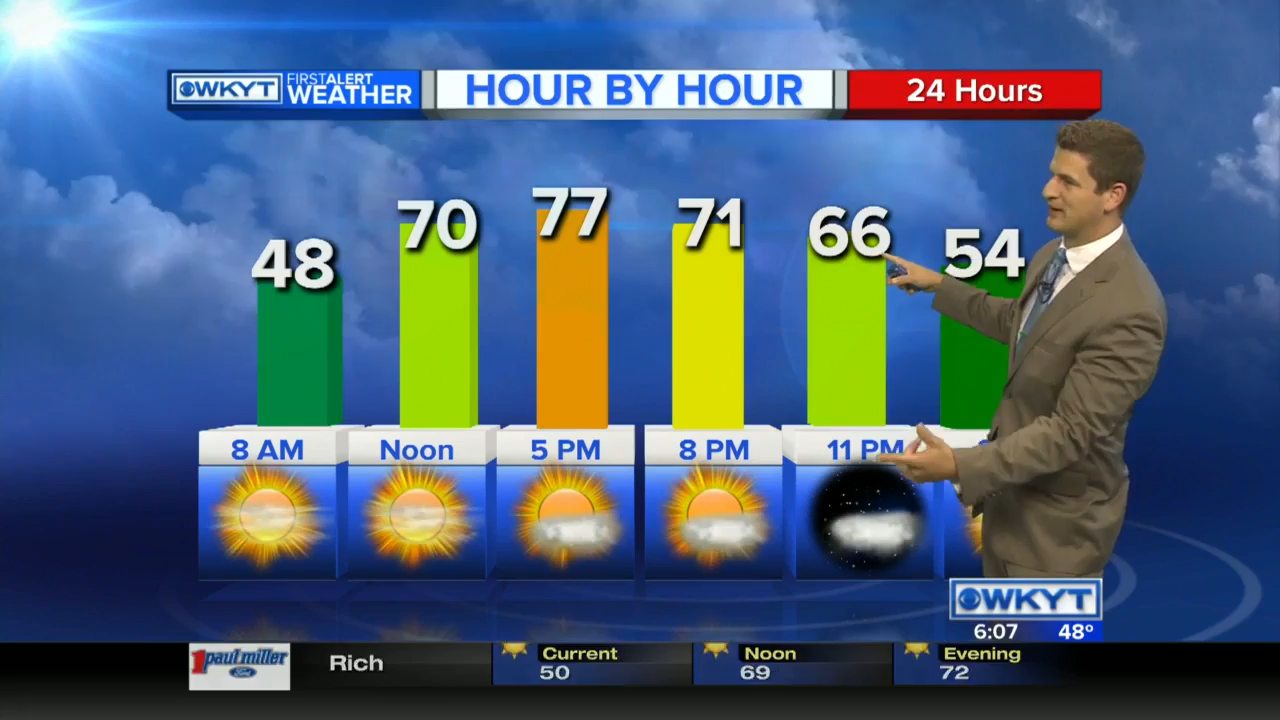 WKYT FIRST ALERT WEATHER
HOUR BY HOUR
24 Hours
48 70 77 71 66 54
8 AM Noon 5 PM 8 PM 11 PM
WKYT
6:07 48°
1 paul miller Ford
Rich
Current 50
Noon 69
Evening 72